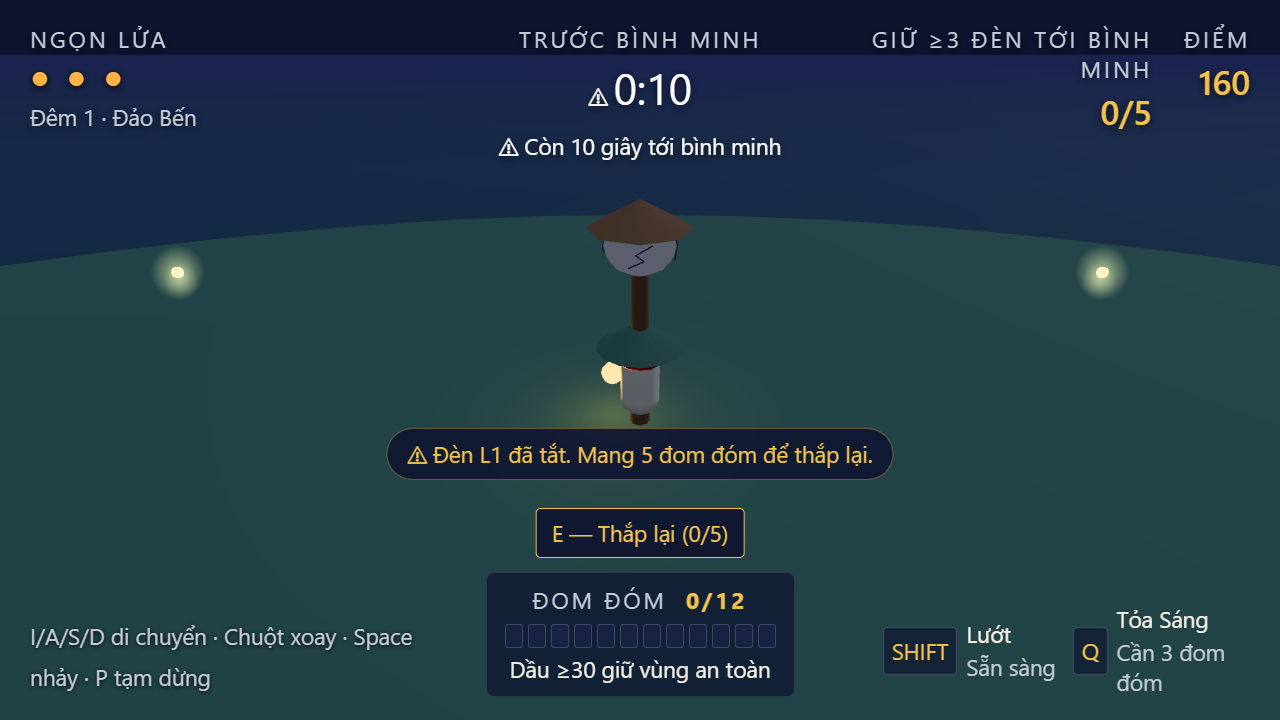 NGỌN LỬA
Đêm 1 · Đảo Bến
TRƯỚC BÌNH MINH
⚠0:10
⚠ Còn 10 giây tới bình minh
GIỮ ≥3 ĐÈN TỚI BÌNH
MINH
0/5
ĐIỂM
160
⚠ Đèn L1 đã tắt. Mang 5 đom đóm để thắp lại.
E — Thắp lại (0/5)
ĐOM ĐÓM 0/12
Dầu ≥30 giữ vùng an toàn
I/A/S/D di chuyển · Chuột xoay · Space
nhảy · P tạm dừng
SHIFT
Lướt
Sẵn sàng
Q
Tỏa Sáng
Cần 3 đom
đóm